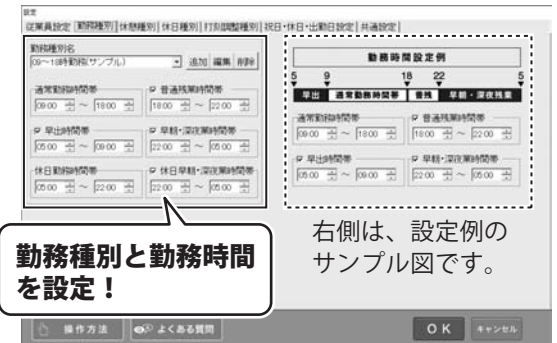 設定
従業員設定 勤務種別 休憩種別 休日種別 打刻調整種別 祝日・休日・出勤日設定 共通設定
勤務種別名
09～18時勤務(サンプル) 追加 編集 削除
通常勤務時間帯 普通残業時間帯
09:00 ～ 18:00 18:00 ～ 22:00
早出時間帯 早朝・深夜業時間帯
05:00 ～ 09:00 22:00 ～ 05:00
休日勤務時間帯 休日早朝・深夜業時間帯
05:00 ～ 22:00 22:00 ～ 05:00
勤務時間設定例
5 9 18 22 5
早出 通常勤務時間帯 普残 早朝・深夜残業
通常勤務時間帯 普通残業時間帯
09:00 ～ 18:00 18:00 ～ 22:00
早出時間帯 早朝・深夜業時間帯
05:00 ～ 09:00 22:00 ～ 05:00
勤務種別と勤務時間
を設定！
右側は、設定例の
サンプル図です。
操作方法 よくある質問 OK キャンセル